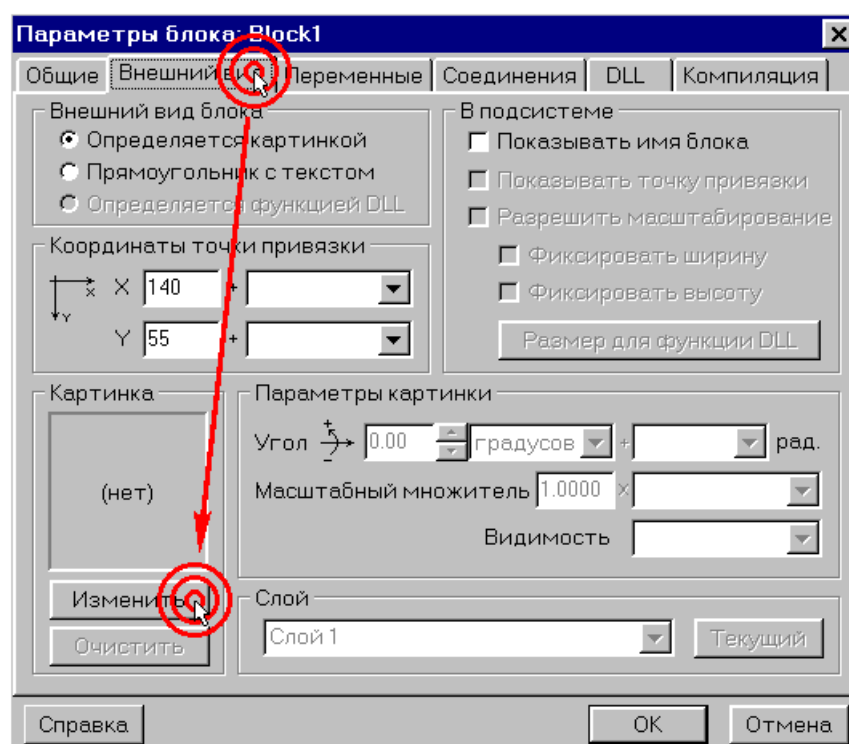 Параметры блока: Block1
Общие Внешний вид Переменные Соединения DLL Компиляция
Внешний вид блока
Определяется картинкой
Прямоугольник с текстом
Определяется функцией DLL
В подсистеме
Показывать имя блока
Показывать точку привязки
Разрешить масштабирование
Фиксировать ширину
Фиксировать высоту
Размер для функции DLL
Координаты точки привязки
X X 140 +
Y Y 55 +
Картинка
(нет)
Изменить
Очистить
Параметры картинки
Угол + - 0.00 градусов + рад.
Масштабный множитель 1.0000 ×
Видимость
Слой
Слой 1 Текущий
Справка OK Отмена